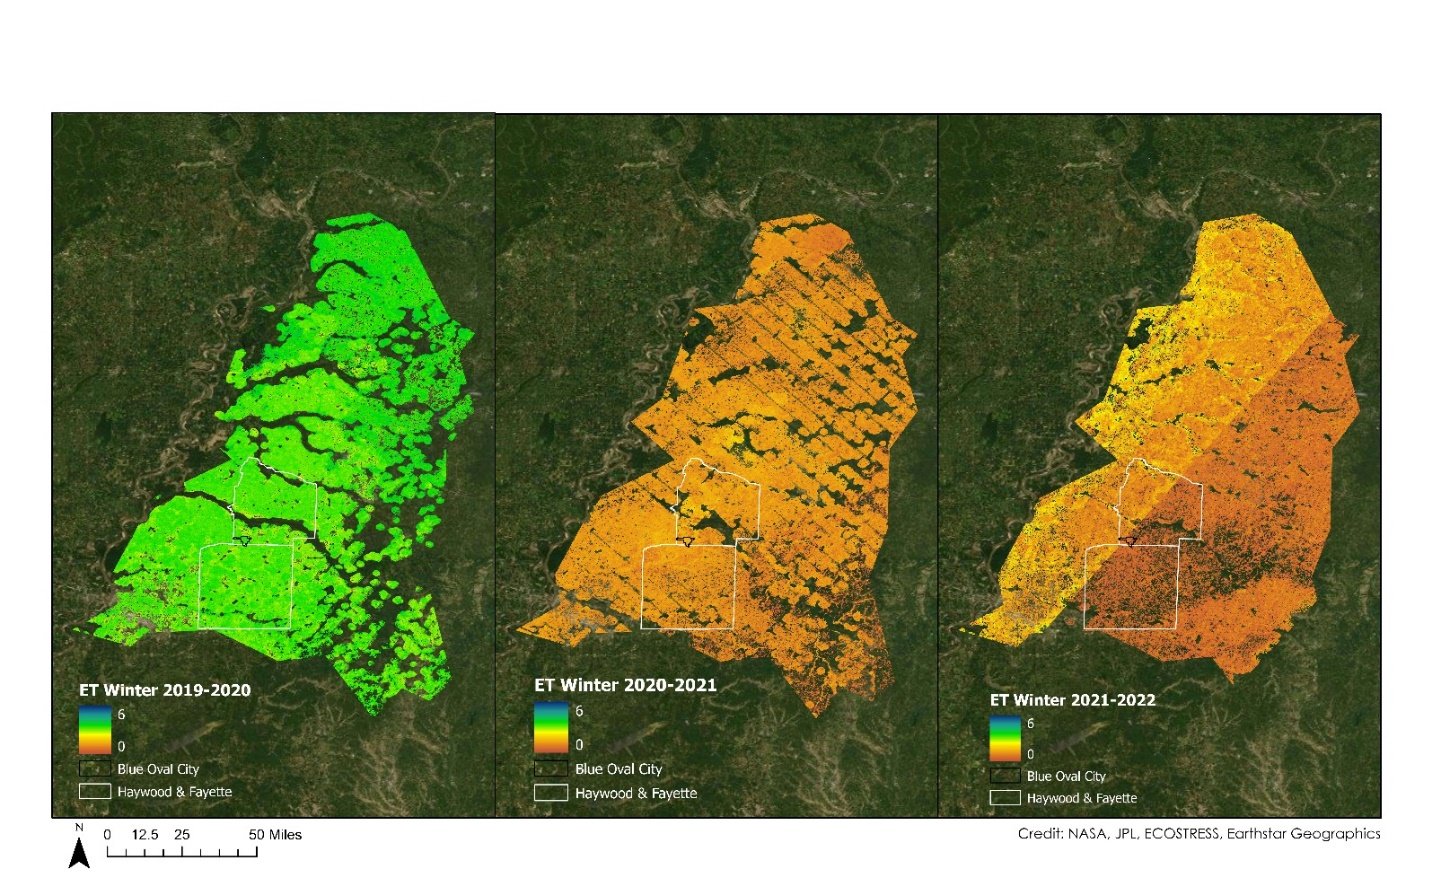 ET Winter 2019-2020
6
0
Blue Oval City
Haywood & Fayette
ET Winter 2020-2021
6
0
Blue Oval City
Haywood & Fayette
ET Winter 2021-2022
6
0
Blue Oval City
Haywood & Fayette
N
0 12.5 25 50 Miles
Credit: NASA, JPL, ECOSTRESS, Earthstar Geographics